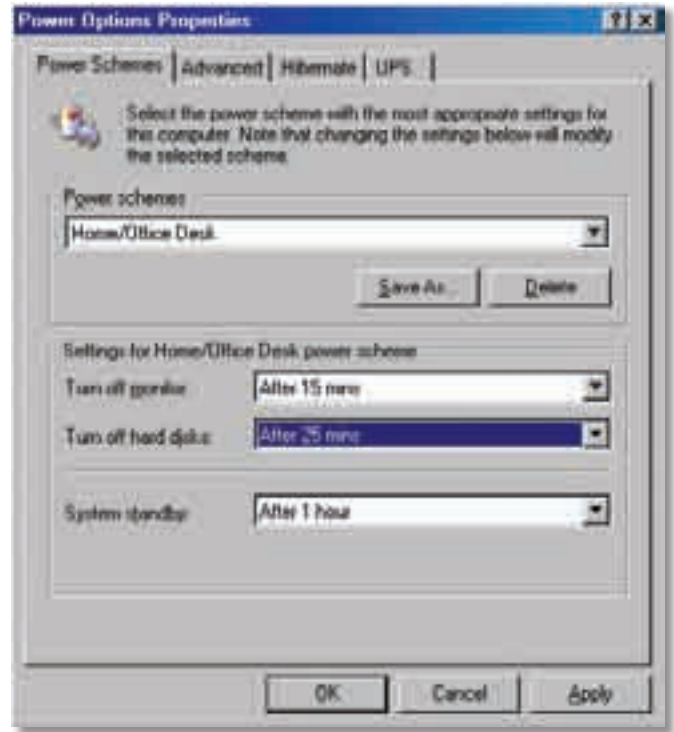 Power Options Properties
Power Schemes Advanced Hibernate UPS
Select the power scheme with the most appropriate settings for
this computer. Note that changing the settings below will modify
the selected scheme.
Power schemes
Home/Office Desk
Save As... Delete
Settings for Home/Office Desk power scheme
Turn off monitor: After 15 mins
Turn off hard disks: After 25 mins
System standby: After 1 hour
OK Cancel Apply